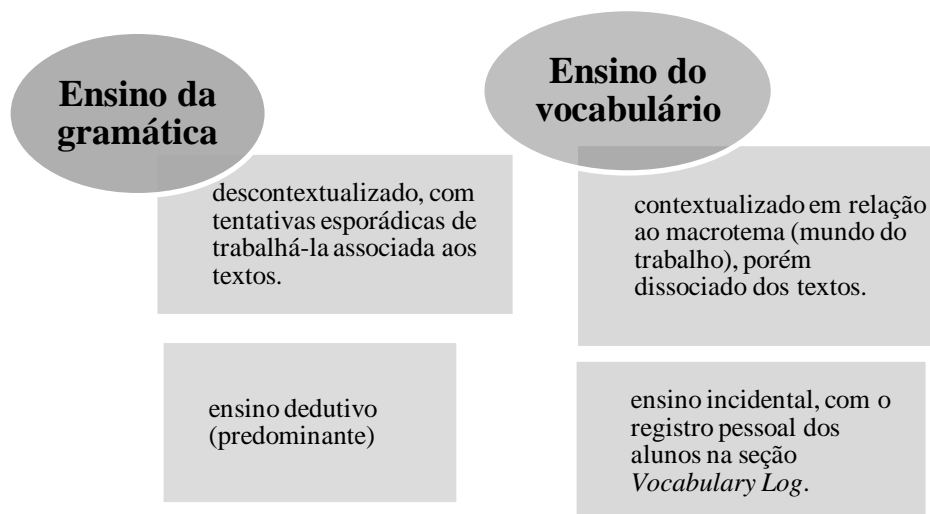 Ensino da
gramática
descontextualizado, com
tentativas esporádicas de
trabalhá-la associada aos
textos.
ensino dedutivo
(predominante)
Ensino do
vocabulário
contextualizado em relação
ao macrotema (mundo do
trabalho), porém
dissociado dos textos.
ensino incidental, com o
registro pessoal dos
alunos na seção
Vocabulary Log.